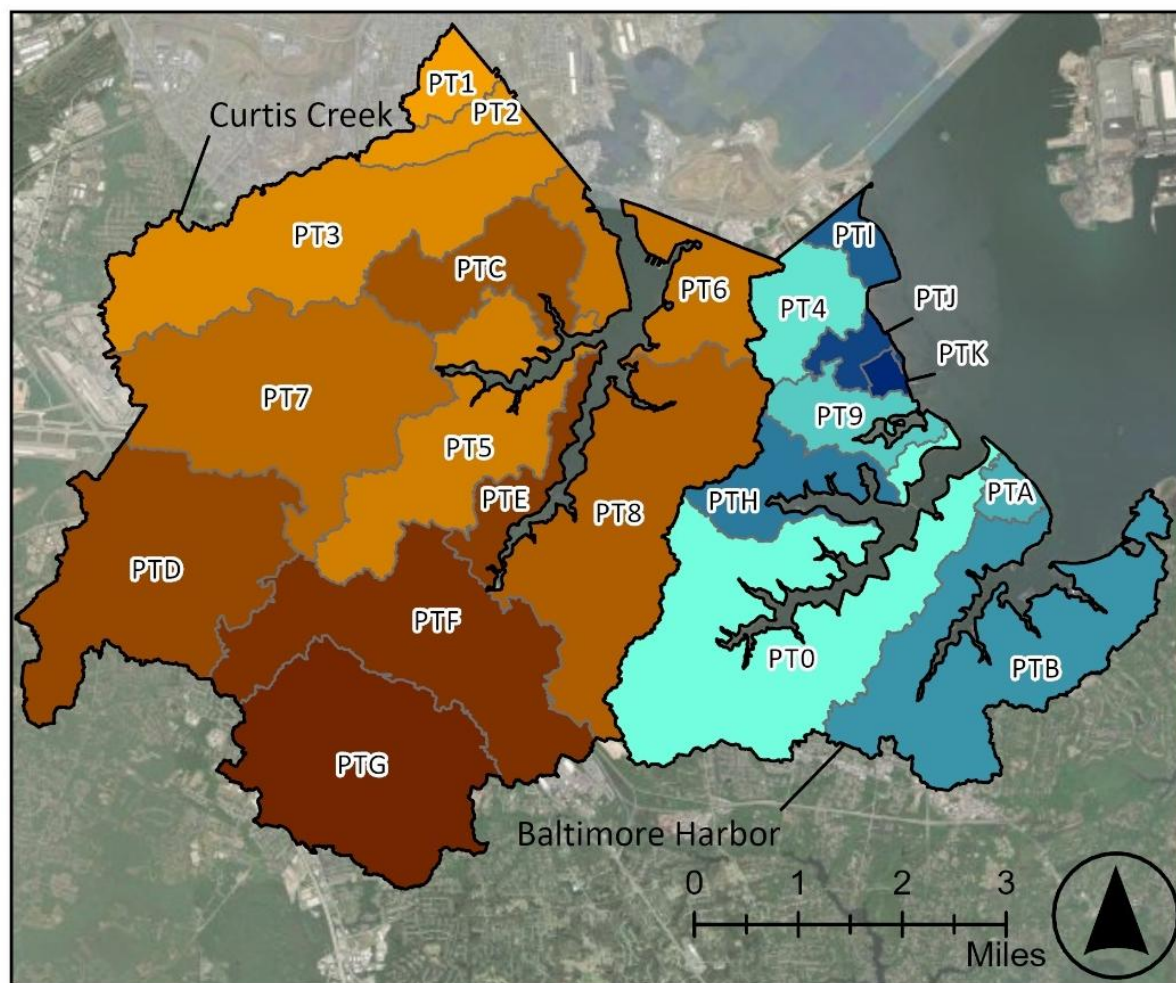 PT1
PT2
Curtis Creek
PT3
PTI
PTC
PT6
PT4
PTJ
PTK
PT7
PT9
PT5
PTE
PTH
PTA
PT8
PTD
PTF
PT0
PTB
PTG
Baltimore Harbor
0 1 2 3
Miles